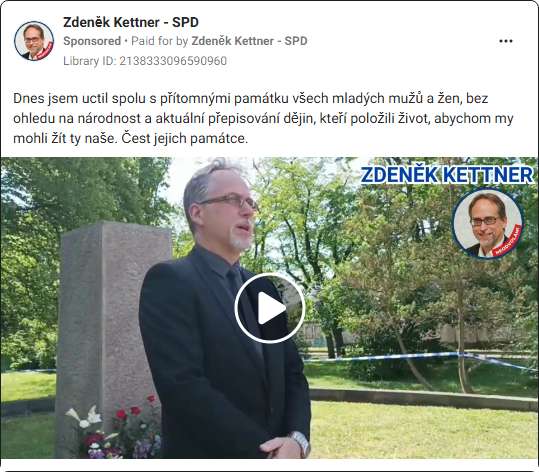 Zdeněk Kettner - SPD
Sponsored • Paid for by Zdeněk Kettner - SPD
Library ID: 2138333096590960
Dnes jsem uctil spolu s přítomnými památku všech mladých mužů a žen, bez
ohledu na národnost a aktuální přepisování dějin, kteří položili život, abychom my
mohli žít ty naše. Čest jejich památce.
ZDENĚK KETTNER